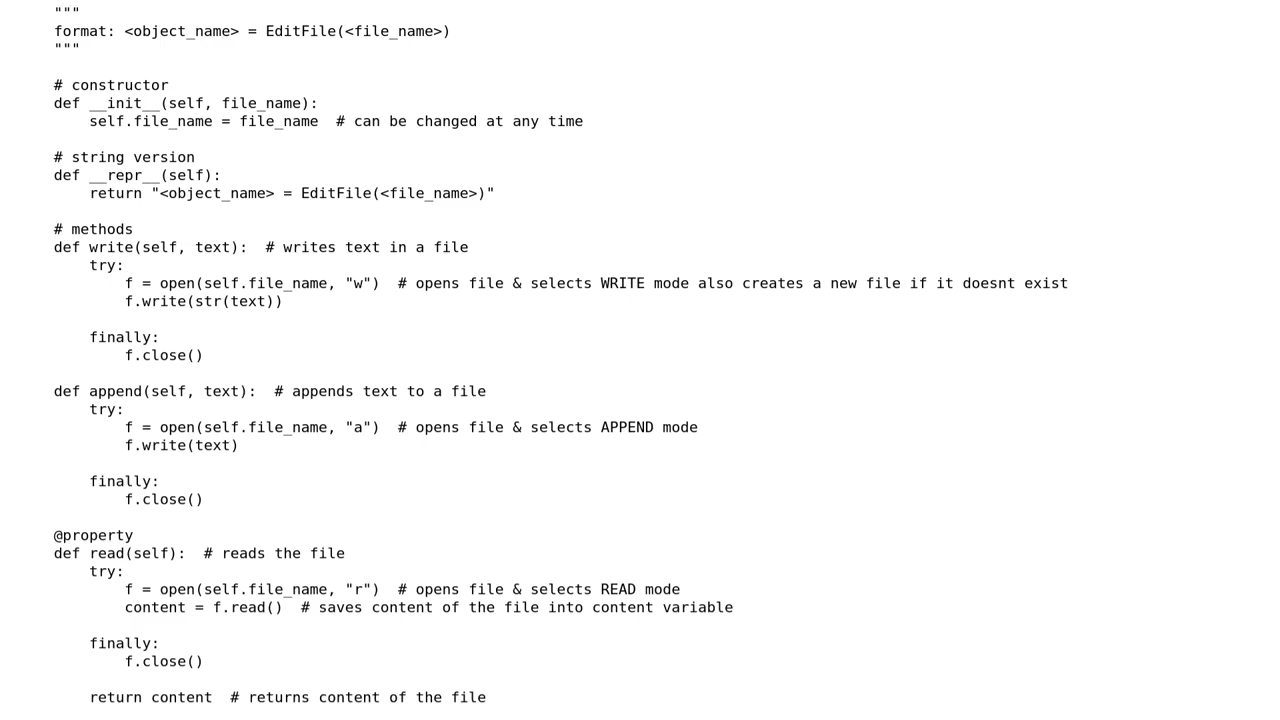 """
format: <object_name> = EditFile(<file_name>)
"""
# constructor
def __init__(self, file_name):
self.file_name = file_name  # can be changed at any time
# string version
def __repr__(self):
return "<object_name> = EditFile(<file_name>)"
# methods
def write(self, text):  # writes text in a file
try:
f = open(self.file_name, "w")  # opens file & selects WRITE mode also creates a new file if it doesnt exist
f.write(str(text))
finally:
f.close()
def append(self, text):  # appends text to a file
try:
f = open(self.file_name, "a")  # opens file & selects APPEND mode
f.write(text)
finally:
f.close()
@property
def read(self):  # reads the file
try:
f = open(self.file_name, "r")  # opens file & selects READ mode
content = f.read()  # saves content of the file into content variable
finally:
f.close()
return content  # returns content of the file